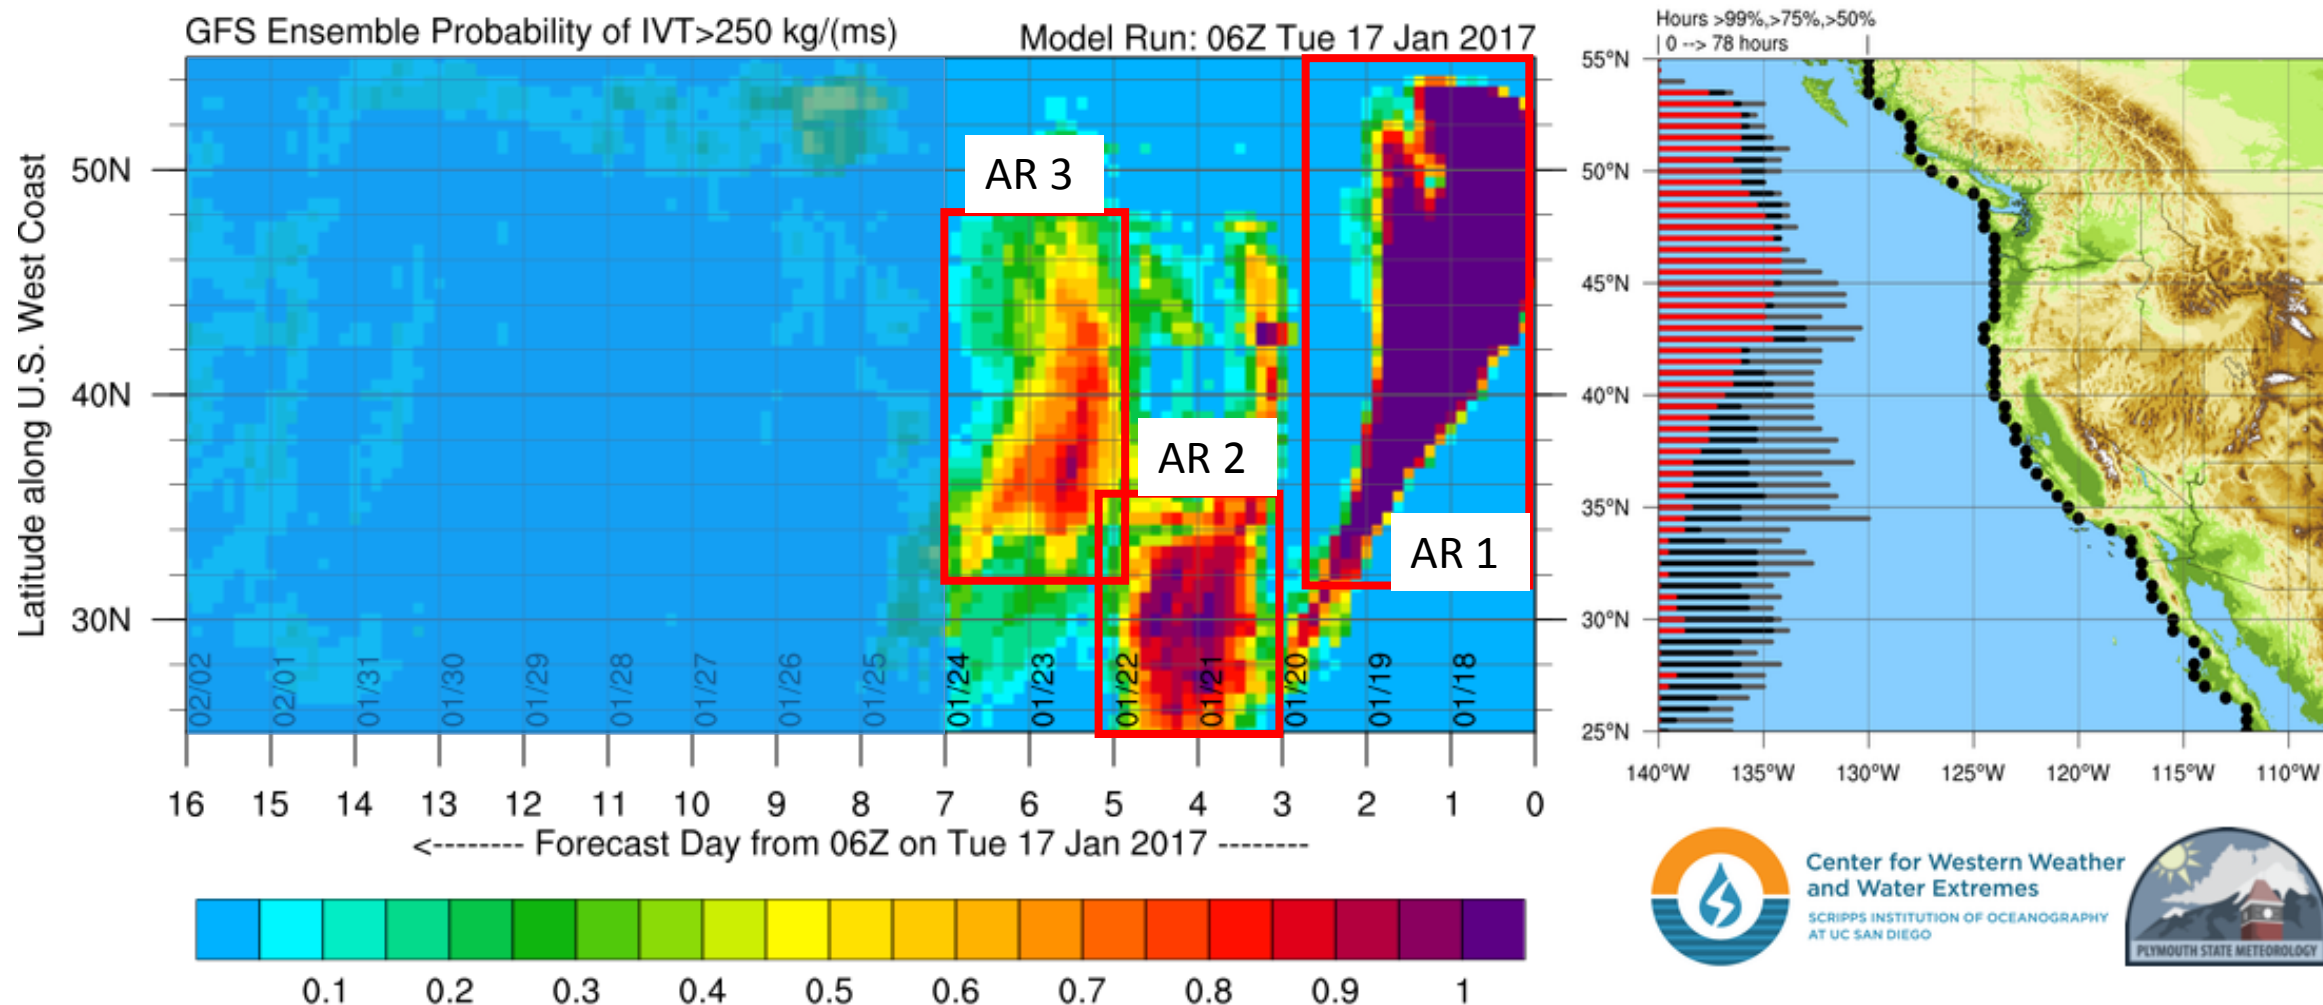 GFS Ensemble Probability of IVT>250 kg/(ms)
Model Run: 06Z Tue 17 Jan 2017
Hours >99%,>75%,>50%
0 --> 78 hours
Latitude along U.S. West Coast
50N
40N
30N
AR 3
AR 2
AR 1
02/02
02/01
01/31
01/30
01/29
01/28
01/27
01/26
01/25
01/24
01/23
01/22
01/21
01/20
01/19
01/18
16 15 14 13 12 11 10 9 8 7 6 5 4 3 2 1 0
<-------- Forecast Day from 06Z on Tue 17 Jan 2017 --------
0.1 0.2 0.3 0.4 0.5 0.6 0.7 0.8 0.9 1
55°N
50°N
45°N
40°N
35°N
30°N
25°N
140°W 135°W 130°W 125°W 120°W 115°W 110°W
Center for Western Weather
and Water Extremes
SCRIPPS INSTITUTION OF OCEANOGRAPHY
AT UC SAN DIEGO
PLYMOUTH STATE METEOROLOGY